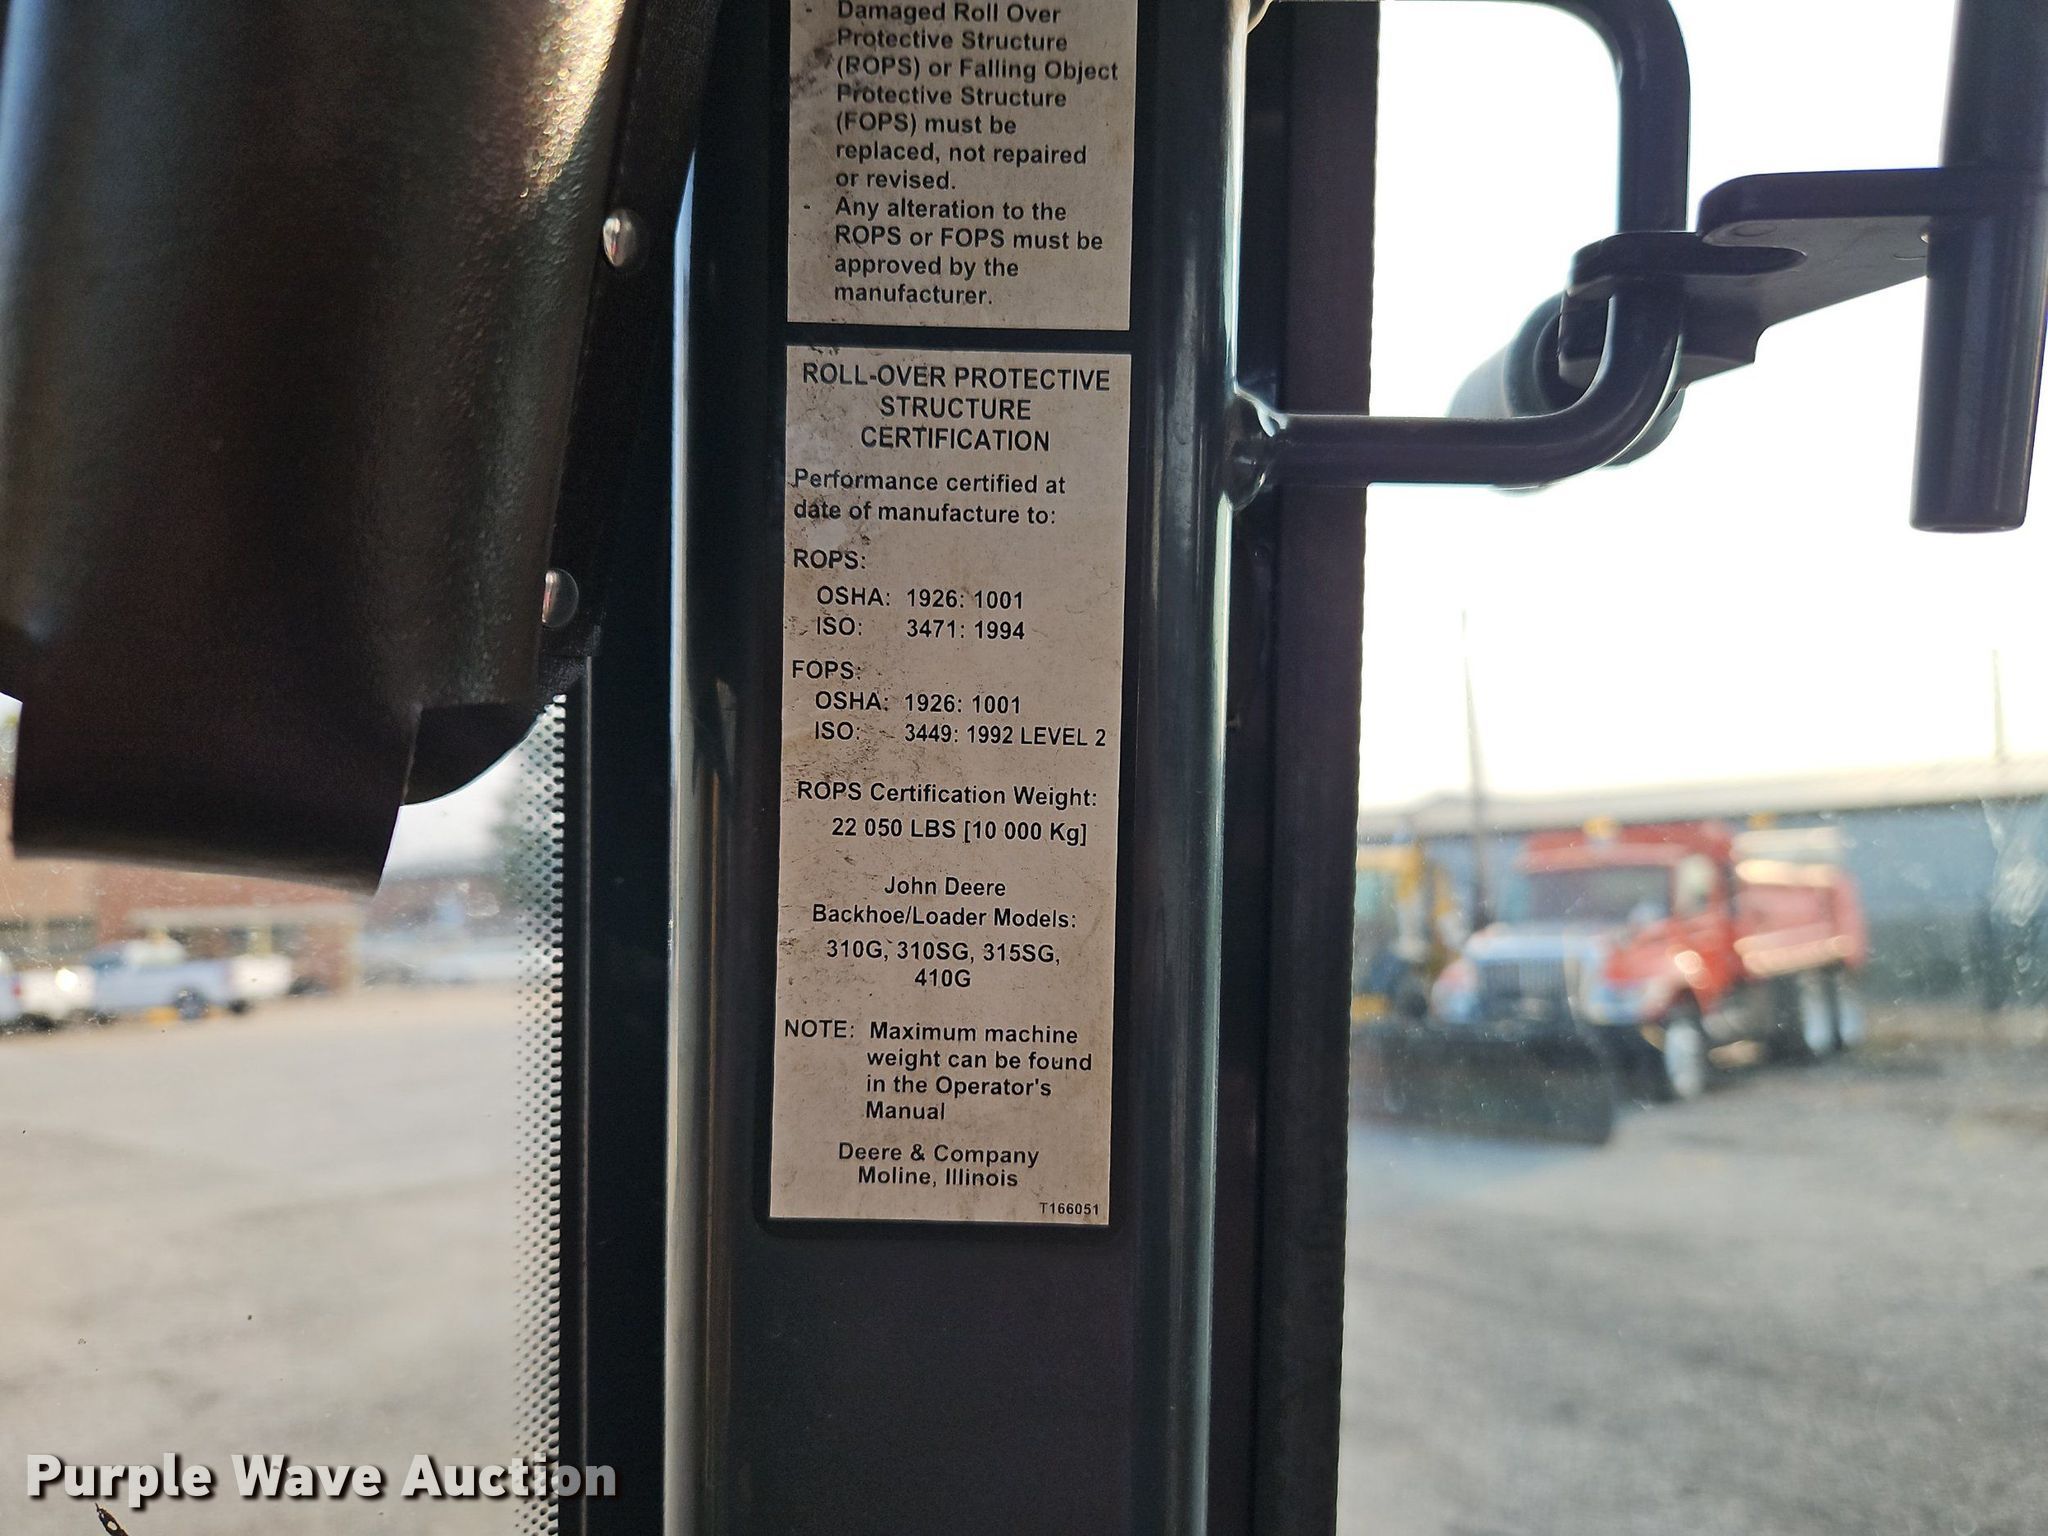 - Damaged Roll Over
Protective Structure
(ROPS) or Falling Object
Protective Structure
(FOPS) must be
replaced, not repaired
or revised.
- Any alteration to the
ROPS or FOPS must be
approved by the
manufacturer.
ROLL-OVER PROTECTIVE
STRUCTURE
CERTIFICATION
Performance certified at
date of manufacture to:
ROPS:
OSHA: 1926: 1001
ISO: 3471: 1994
FOPS:
OSHA: 1926: 1001
ISO: 3449: 1992 LEVEL 2
ROPS Certification Weight:
22 050 LBS [10 000 Kg]
John Deere
Backhoe/Loader Models:
310G, 310SG, 315SG,
410G
NOTE: Maximum machine
weight can be found
in the Operator's
Manual
Deere & Company
Moline, Illinois
T166051
Purple Wave Auction